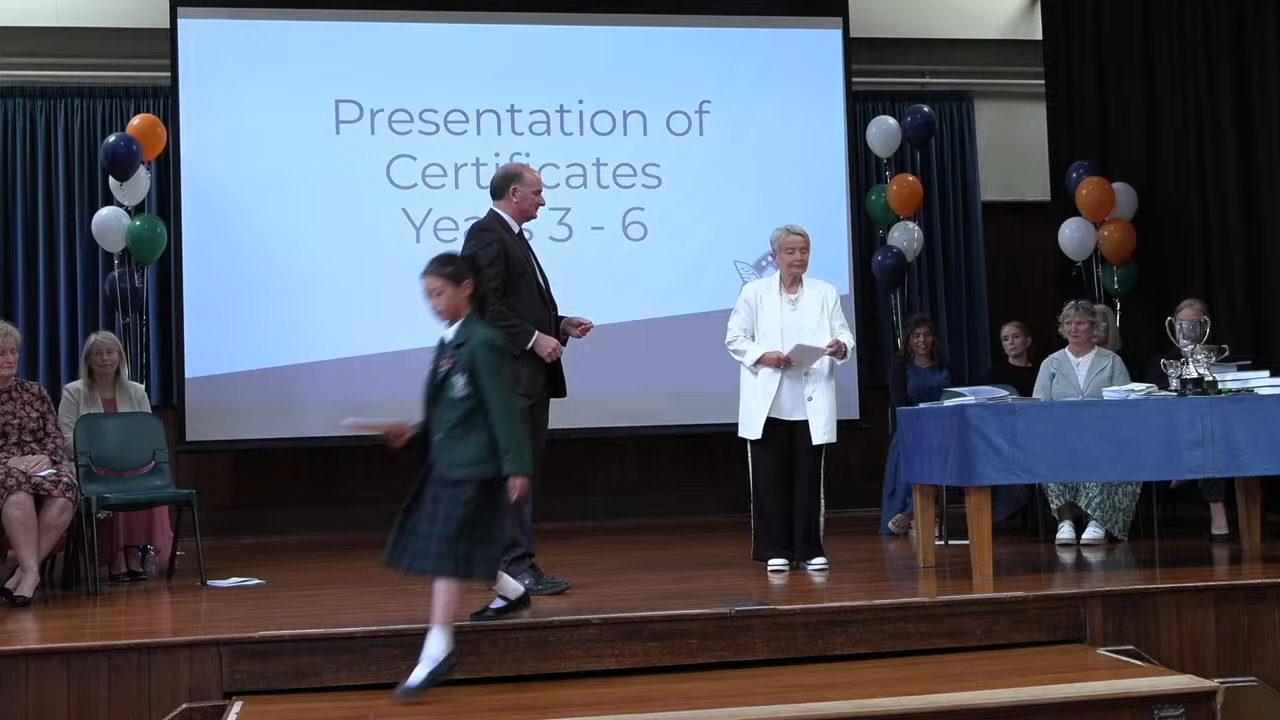 Presentation of
Certificates
Years 3 - 6